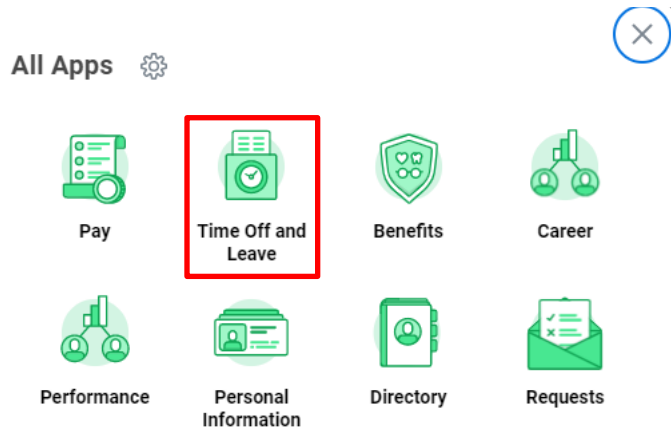 All Apps
Pay
Time Off and
Leave
Benefits
Career
Performance
Personal
Information
Directory
Requests